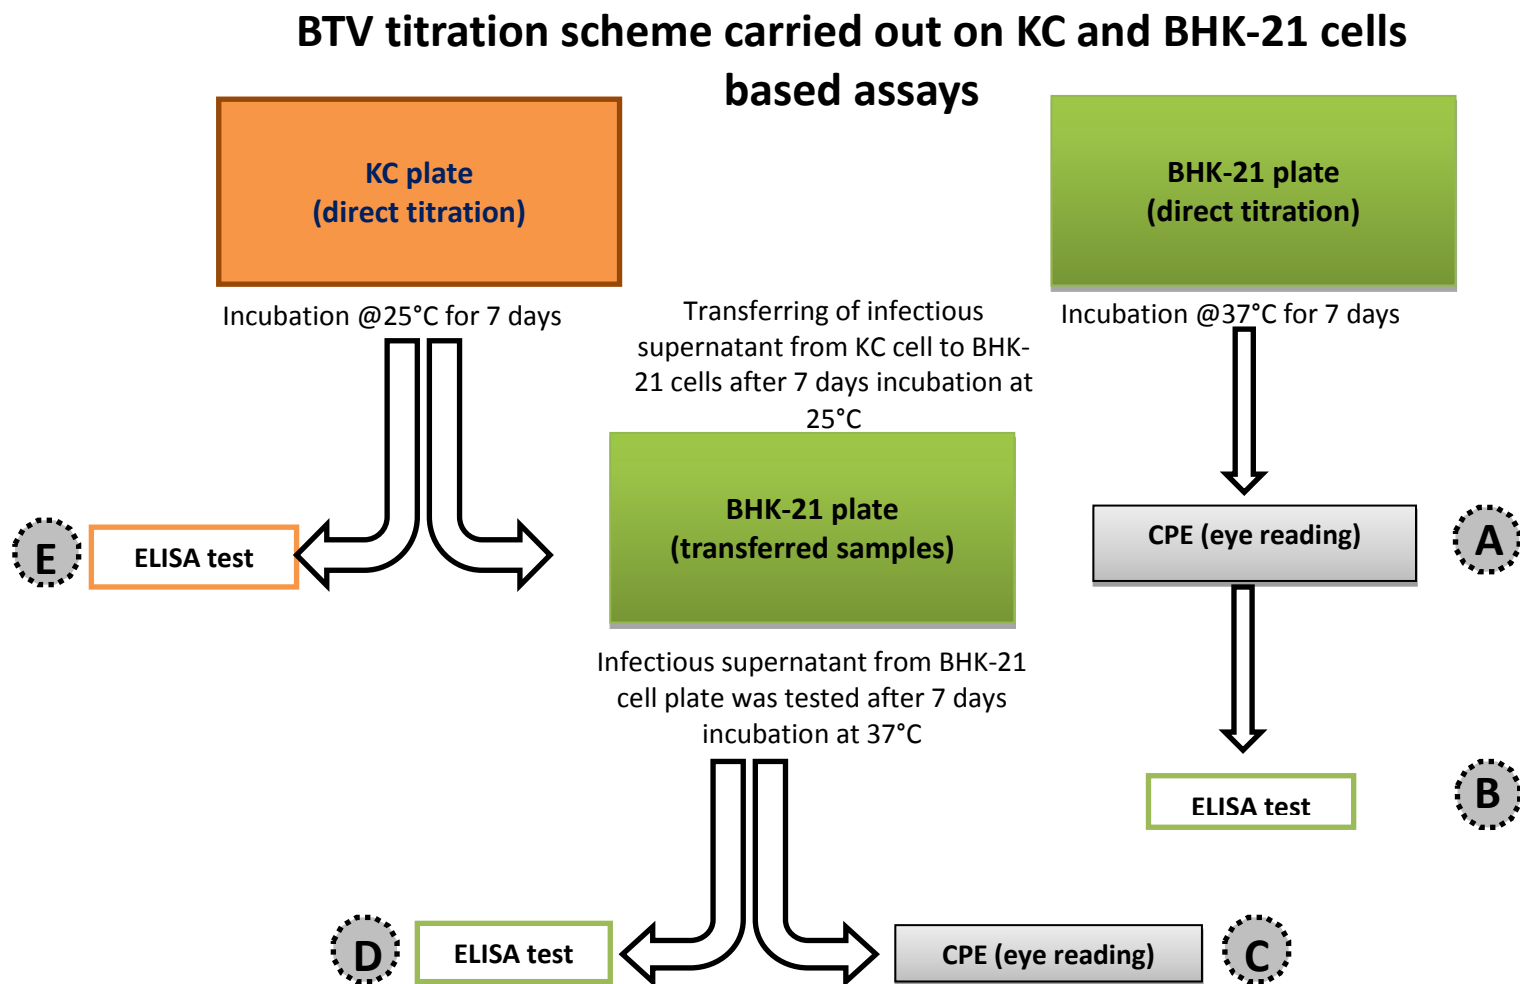 BTV titration scheme carried out on KC and BHK-21 cells
based assays
KC plate
(direct titration)
BHK-21 plate
(direct titration)
Incubation @25°C for 7 days
Transferring of infectious
supernatant from KC cell to BHK-
21 cells after 7 days incubation at
25°C
Incubation @37°C for 7 days
E
ELISA test
BHK-21 plate
(transferred samples)
CPE (eye reading)
A
Infectious supernatant from BHK-21
cell plate was tested after 7 days
incubation at 37°C
ELISA test
B
D
ELISA test
CPE (eye reading)
C